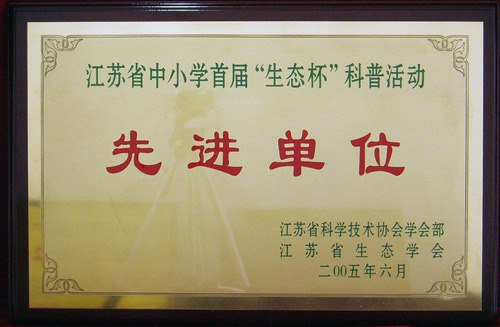 江苏省中小学首届“生态杯”科普活动
先进单位
江苏省科学技术协会学会部
江苏省生态学会
二00五年六月